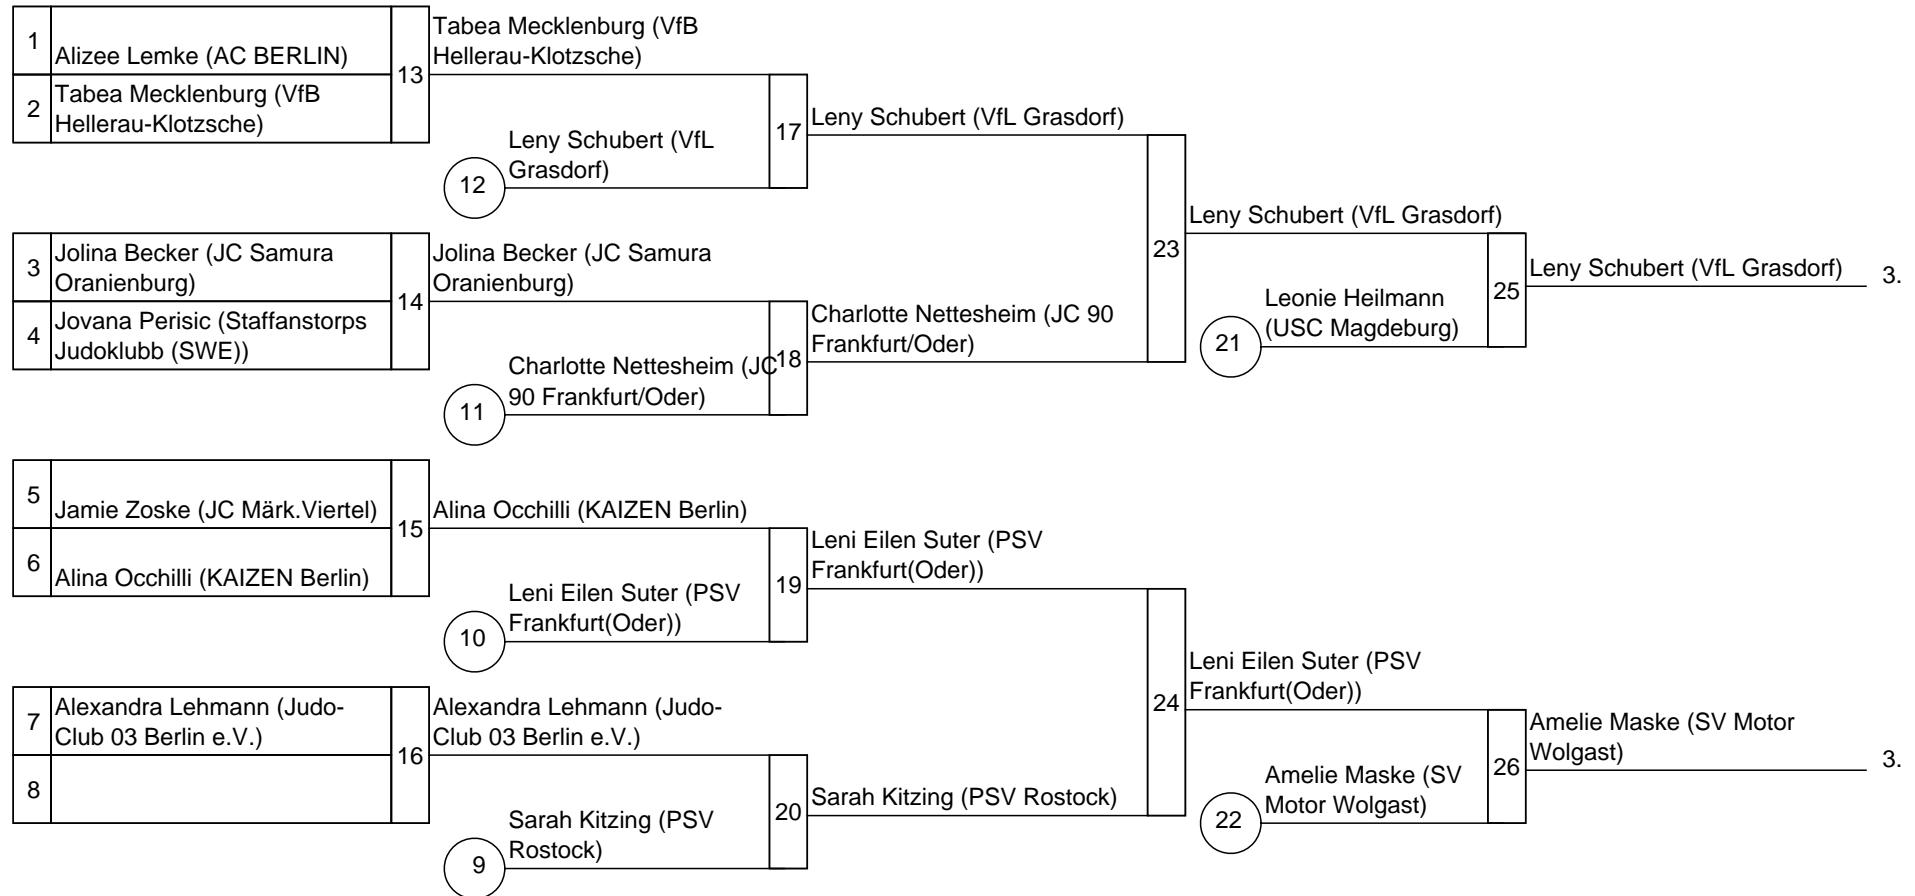 1
Alizee Lemke (AC BERLIN)
2
Tabea Mecklenburg (VfB
Hellerau-Klotzsche)
13
Tabea Mecklenburg (VfB
Hellerau-Klotzsche)
12
Leny Schubert (VfL
Grasdorf)
17
Leny Schubert (VfL Grasdorf)
3
Jolina Becker (JC Samura
Oranienburg)
4
Jovana Perisic (Staffanstorps
Judoklubb (SWE))
14
Jolina Becker (JC Samura
Oranienburg)
11
Charlotte Nettesheim (JC
90 Frankfurt/Oder)
18
Charlotte Nettesheim (JC 90
Frankfurt/Oder)
23
Leny Schubert (VfL Grasdorf)
21
Leonie Heilmann
(USC Magdeburg)
25
Leny Schubert (VfL Grasdorf)
3.
5
Jamie Zoske (JC Märk.Viertel)
6
Alina Occhilli (KAIZEN Berlin)
15
Alina Occhilli (KAIZEN Berlin)
10
Leni Eilen Suter (PSV
Frankfurt(Oder))
19
Leni Eilen Suter (PSV
Frankfurt(Oder))
7
Alexandra Lehmann (Judo-
Club 03 Berlin e.V.)
8
16
Alexandra Lehmann (Judo-
Club 03 Berlin e.V.)
9
Sarah Kitzing (PSV
Rostock)
20
Sarah Kitzing (PSV Rostock)
24
Leni Eilen Suter (PSV
Frankfurt(Oder))
22
Amelie Maske (SV
Motor Wolgast)
26
Amelie Maske (SV Motor
Wolgast)
3.